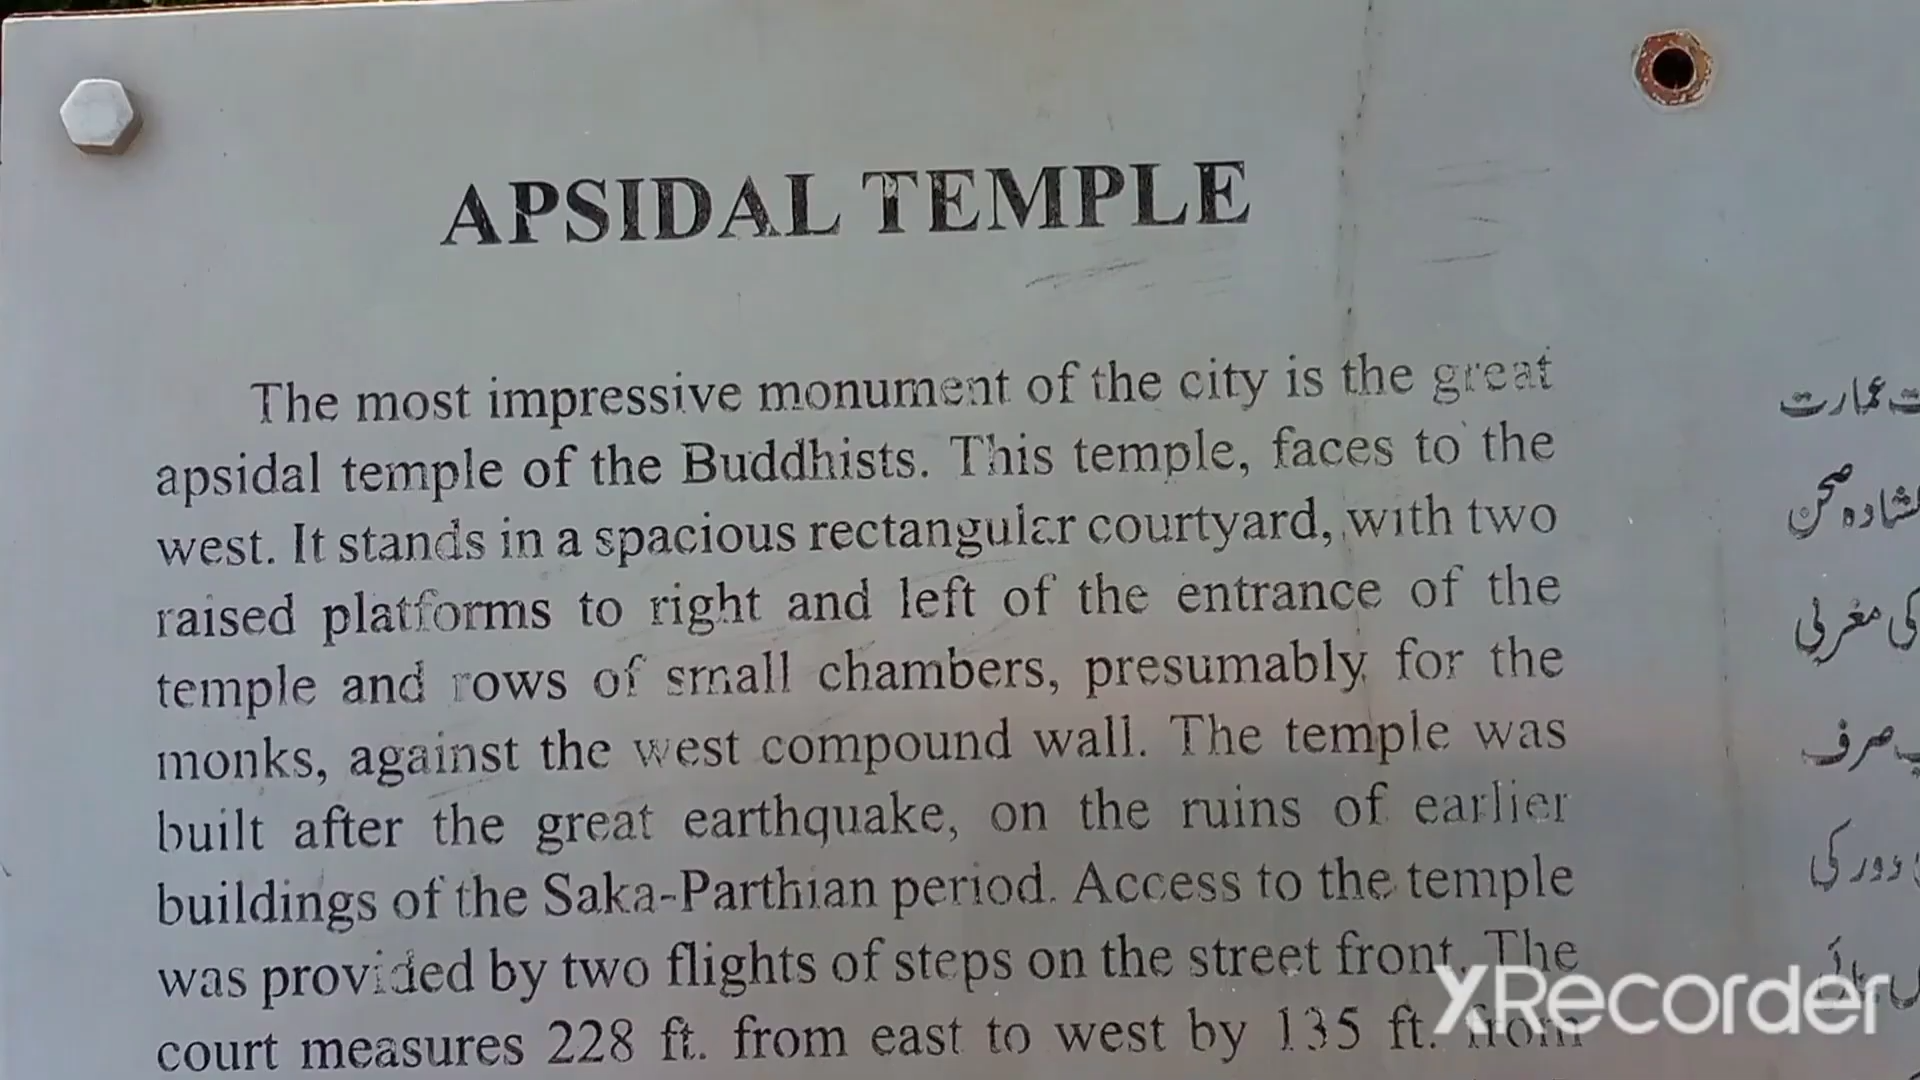 APSIDAL TEMPLE
The most impressive monument of the city is the great
apsidal temple of the Buddhists. This temple, faces to the
west. It stands in a spacious rectangular courtyard, with two
raised platforms to right and left of the entrance of the
temple and rows of small chambers, presumably for the
monks, against the west compound wall. The temple was
built after the great earthquake, on the ruins of earlier
buildings of the Saka-Parthian period. Access to the temple
was provided by two flights of steps on the street front. The
court measures 228 ft. from east to west by 135 ft. from
عمارت
کشادہ صحن
کی مغربی
صرف
دور کی
XRecorder